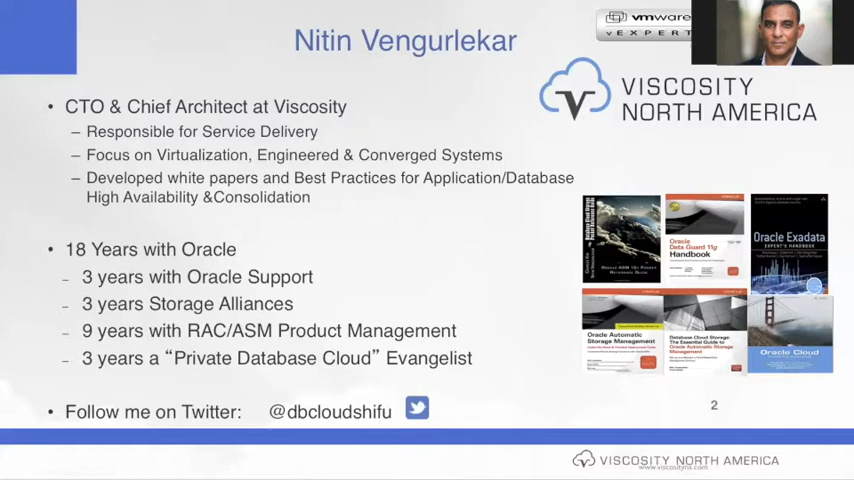 Nitin Vengurlekar
vmware
vEXPERT
VISCOSITY
NORTH AMERICA
• CTO & Chief Architect at Viscosity
– Responsible for Service Delivery
– Focus on Virtualization, Engineered & Converged Systems
– Developed white papers and Best Practices for Application/Database
High Availability &Consolidation
• 18 Years with Oracle
– 3 years with Oracle Support
– 3 years Storage Alliances
– 9 years with RAC/ASM Product Management
– 3 years a “Private Database Cloud” Evangelist
• Follow me on Twitter: @dbcloudshifu
Oracle
Data Guard 11g
Handbook
Oracle Exadata
EXPERT'S HANDBOOK
Oracle Automatic
Storage Management
Database Cloud Storage:
The Essential Guide to
Oracle Automatic Storage
Management
Oracle Cloud
2
VISCOSITY NORTH AMERICA
www.viscosityna.com